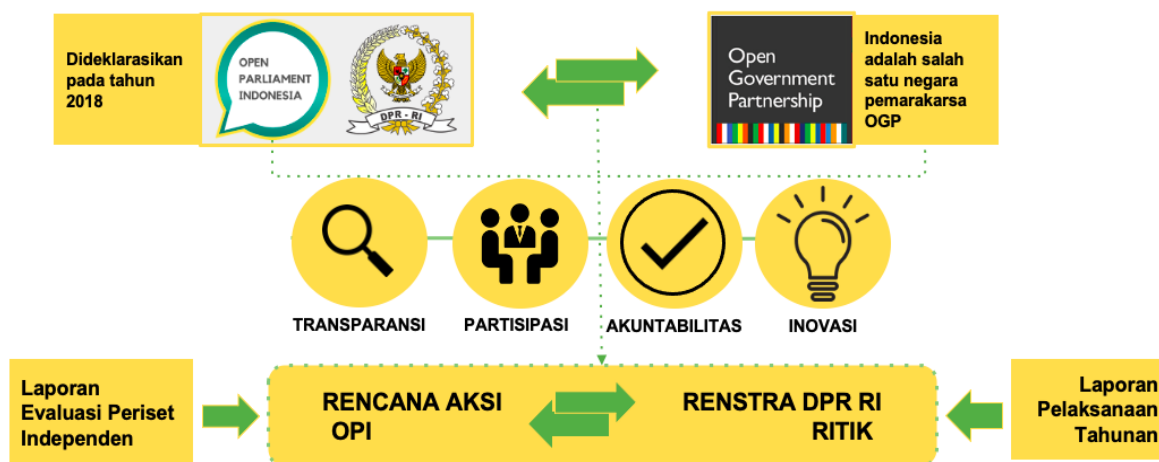 Dideklarasikan
pada tahun
2018
OPEN
PARLIAMENT
INDONESIA
DPR - RI
Open
Government
Partnership
Indonesia
adalah salah
satu negara
pemarakarsa
OGP
TRANSPARANSI
PARTISIPASI
AKUNTABILITAS
INOVASI
Laporan
Evaluasi Periset
Independen
RENCANA AKSI
OPI
RENSTRA DPR RI
RITIK
Laporan
Pelaksanaan
Tahunan